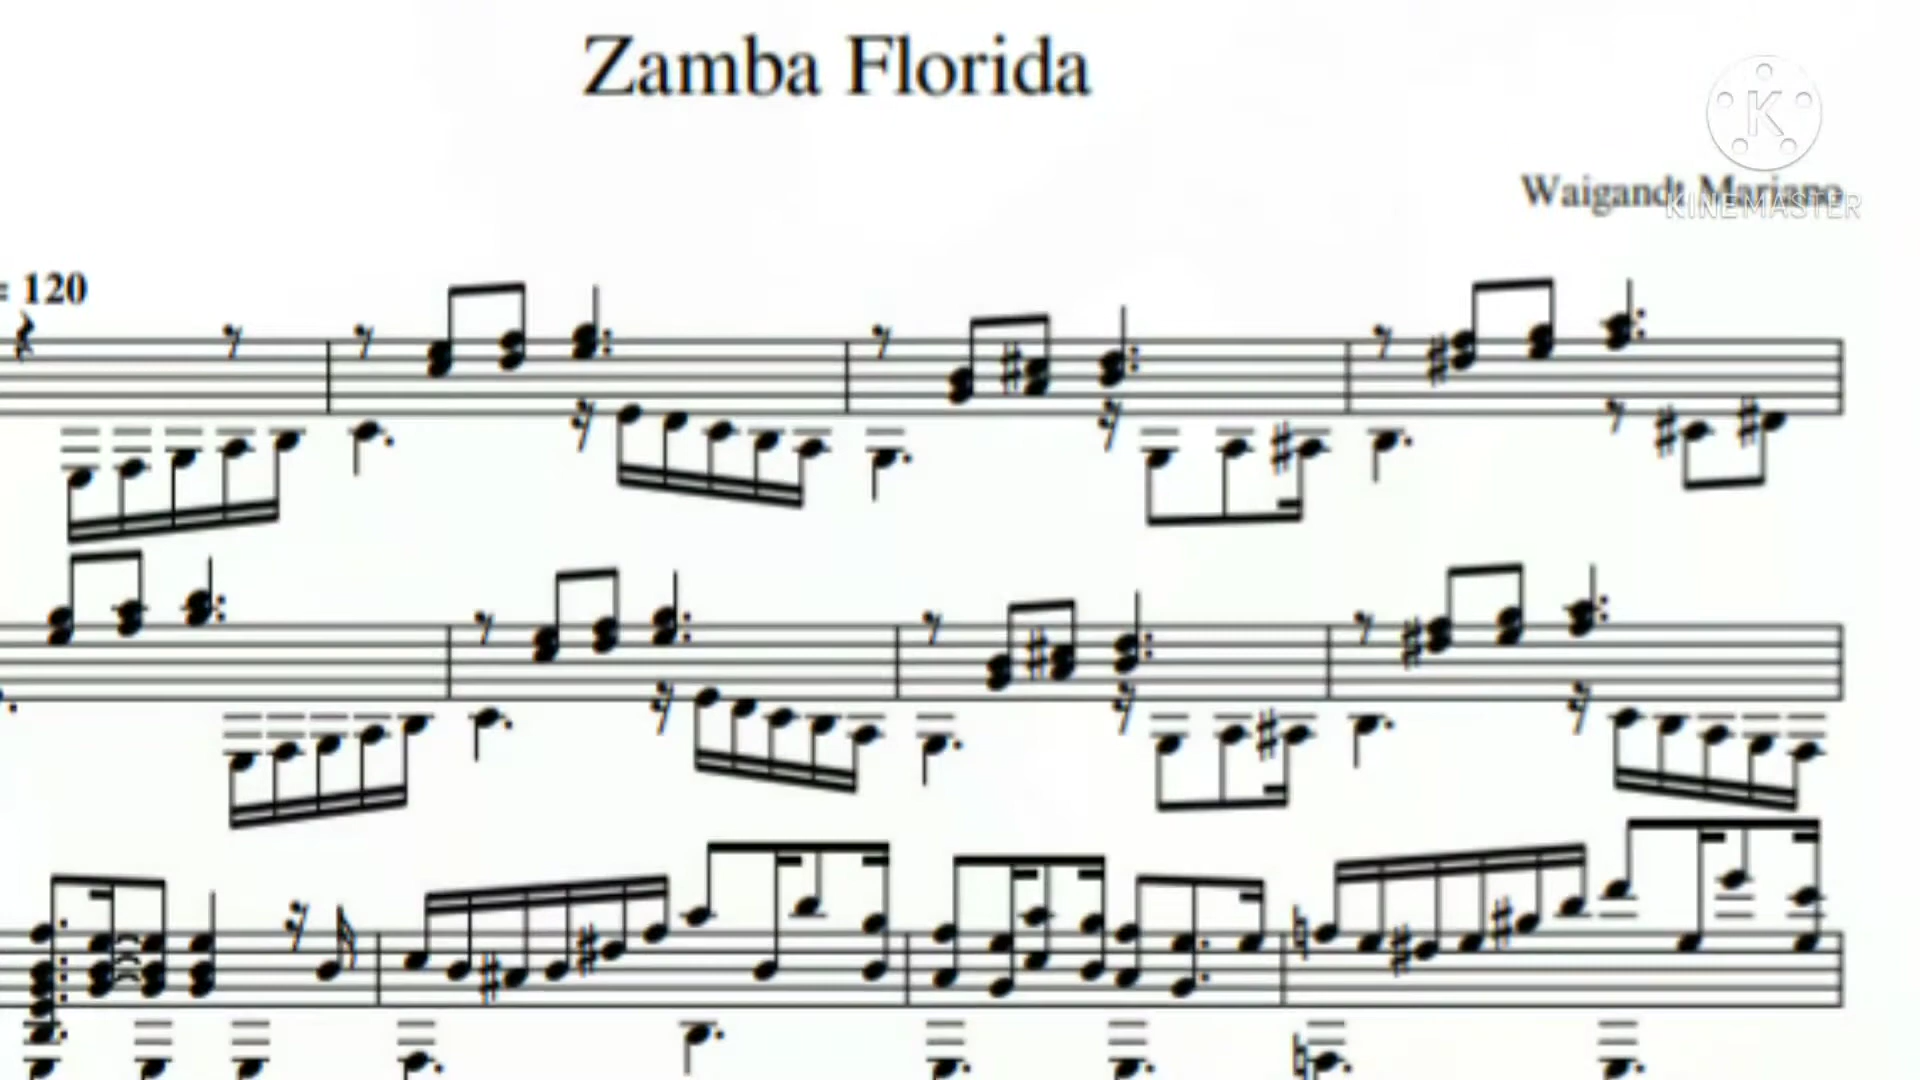 Zamba Florida
K
Waigandt Mariano
KINEMASTER
= 120